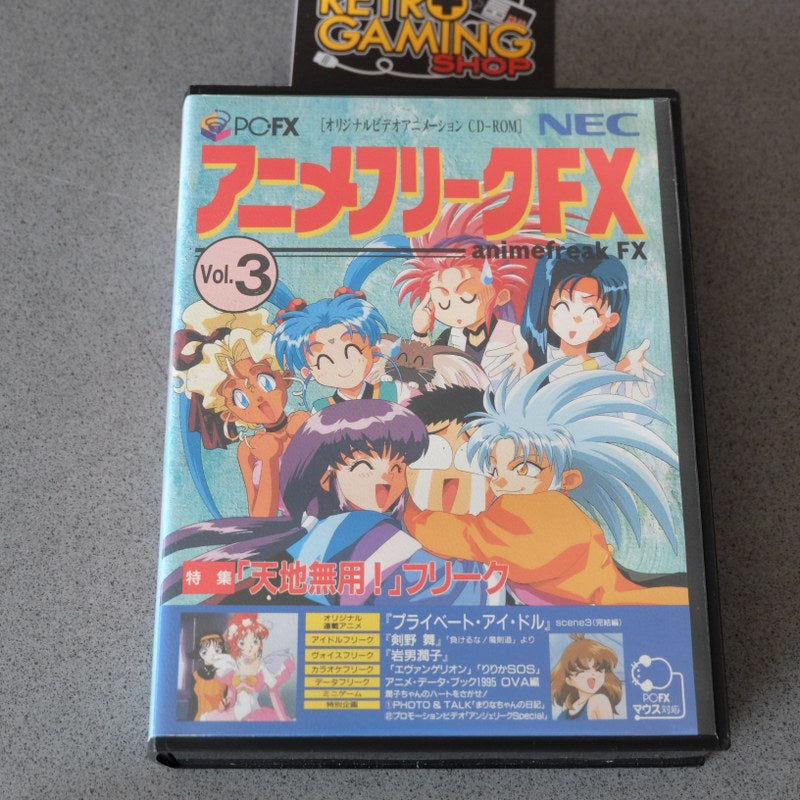 RETRO
GAMING
SHOP
PC-FX [オリジナルビデオアニメーション CD-ROM] NEC
アニメフリークFX
animefreak FX
Vol.3
特集「天地無用!」フリーク
オリジナル連載アニメ 『プライベート・アイ・ドル』 scene3(完結編)
アイドルフリーク 『剣野 舞』「負けるな!魔剣道」より
ヴォイスフリーク 『岩男潤子』
カラオケフリーク 「エヴァンゲリオン」「りりかSOS」
データフリーク アニメ・データ・ブック1995 OVA編
ミニゲーム 潤子ちゃんのハートをさがせ!
特別企画 ①PHOTO & TALK「まりなちゃんの日記」
②プロモーションビデオ「アンジェリークSpecial」
PC-FX
マウス対応